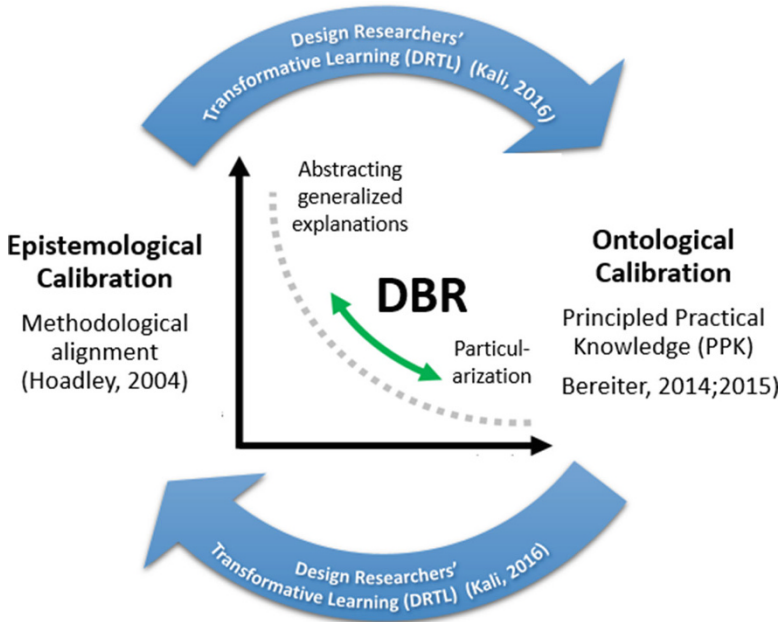 Design Researchers'
Transformative Learning (DRTL) (Kali, 2016)
Abstracting
generalized
explanations
Epistemological
Calibration
Methodological
alignment
(Hoadley, 2004)
DBR
Particul-
arization
Ontological
Calibration
Principled Practical
Knowledge (PPK)
Bereiter, 2014;2015)
Design Researchers'
Transformative Learning (DRTL) (Kali, 2016)